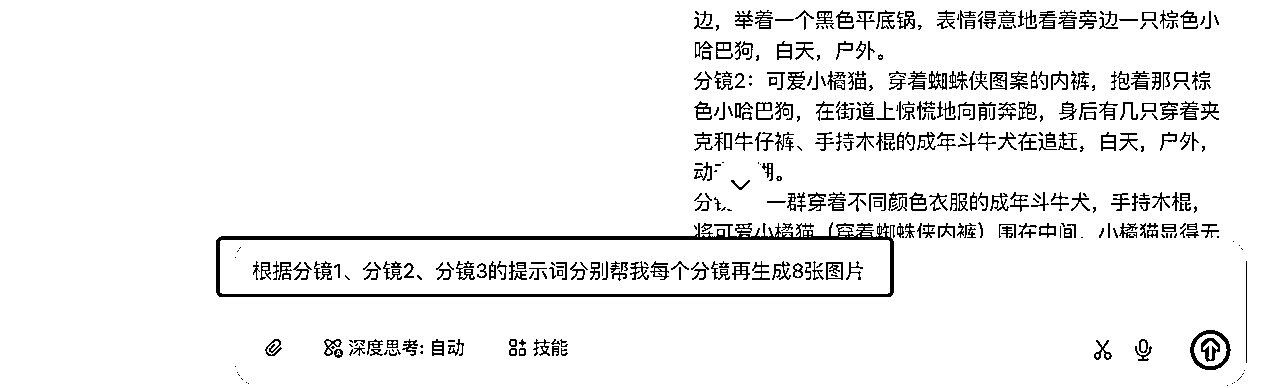 边，举着一个黑色平底锅，表情得意地看着旁边一只棕色小
哈巴狗，白天，户外。
分镜2：可爱小橘猫，穿着蜘蛛侠图案的内裤，抱着那只棕
色小哈巴狗，在街道上惊慌地向前奔跑，身后有几只穿着夹
克和牛仔裤、手持木棍的成年斗牛犬在追赶，白天，户外，
动
分 一群穿着不同颜色衣服的成年斗牛犬，手持木棍，
将可爱小橘猫（穿着蜘蛛侠内裤）围在中间，小橘猫显得无
根据分镜1、分镜2、分镜3的提示词分别帮我每个分镜再生成8张图片
深度思考: 自动 技能